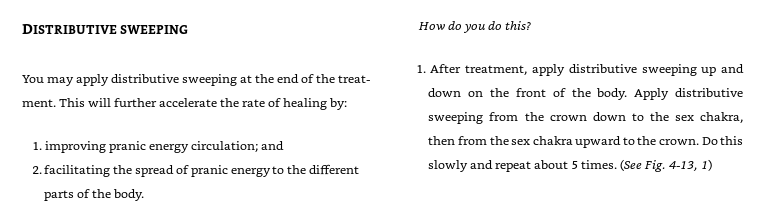 DISTRIBUTIVE SWEEPING
You may apply distributive sweeping at the end of the treat-
ment. This will further accelerate the rate of healing by:
1. improving pranic energy circulation; and
2. facilitating the spread of pranic energy to the different
parts of the body.
How do you do this?
1. After treatment, apply distributive sweeping up and
down on the front of the body. Apply distributive
sweeping from the crown down to the sex chakra,
then from the sex chakra upward to the crown. Do this
slowly and repeat about 5 times. (See Fig. 4-13, 1)